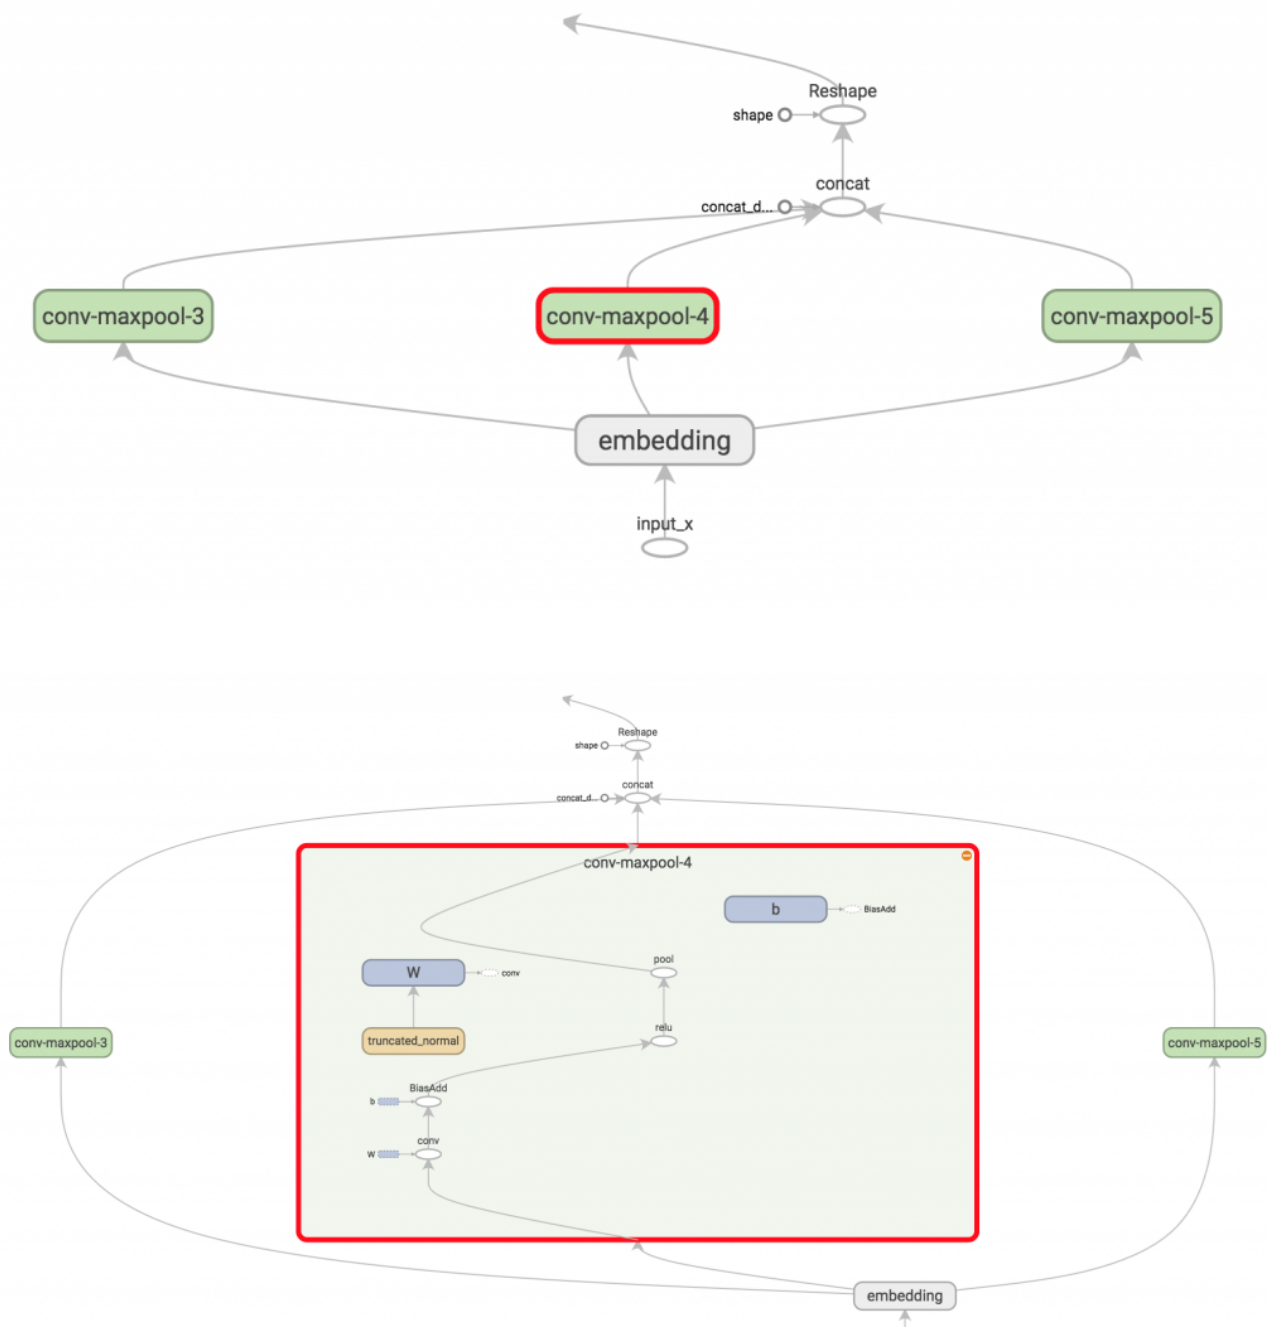 Reshape
shape
concat
concat_d...
conv-maxpool-3
conv-maxpool-4
conv-maxpool-5
embedding
input_x
Reshape
shape
concat
concat_d...
conv-maxpool-4
b
BiasAdd
pool
W
conv
relu
truncated_normal
conv-maxpool-3
conv-maxpool-5
BiasAdd
b
conv
W
embedding